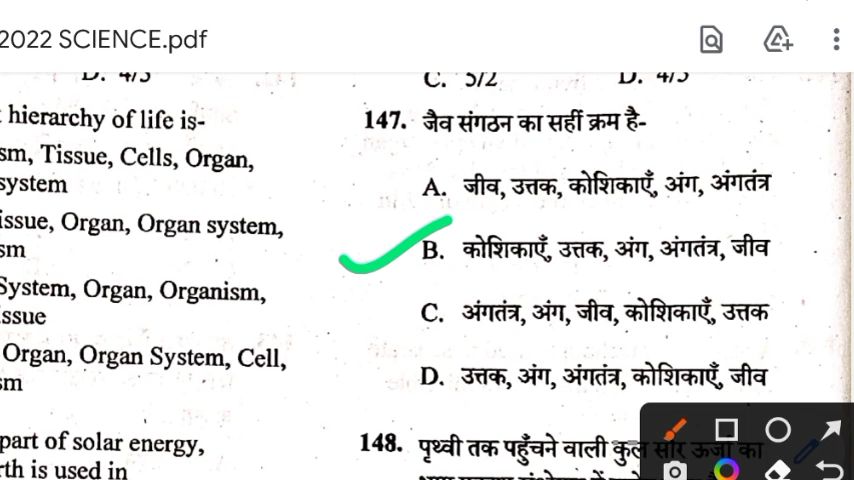 2022 SCIENCE.pdf
D. 4/3
C. 5/2 D. 4/3
hierarchy of life is-
sm, Tissue, Cells, Organ,
system
issue, Organ, Organ system,
sm
System, Organ, Organism,
issue
Organ, Organ System, Cell,
sm
part of solar energy,
rth is used in
147. जैव संगठन का सहीं क्रम है-
A. जीव, उत्तक, कोशिकाएँ, अंग, अंगतंत्र
B. कोशिकाएँ, उत्तक, अंग, अंगतंत्र, जीव
C. अंगतंत्र, अंग, जीव, कोशिकाएँ, उत्तक
D. उत्तक, अंग, अंगतंत्र, कोशिकाएँ, जीव
148. पृथ्वी तक पहुँचने वाली कुल सौर ऊर्जा का